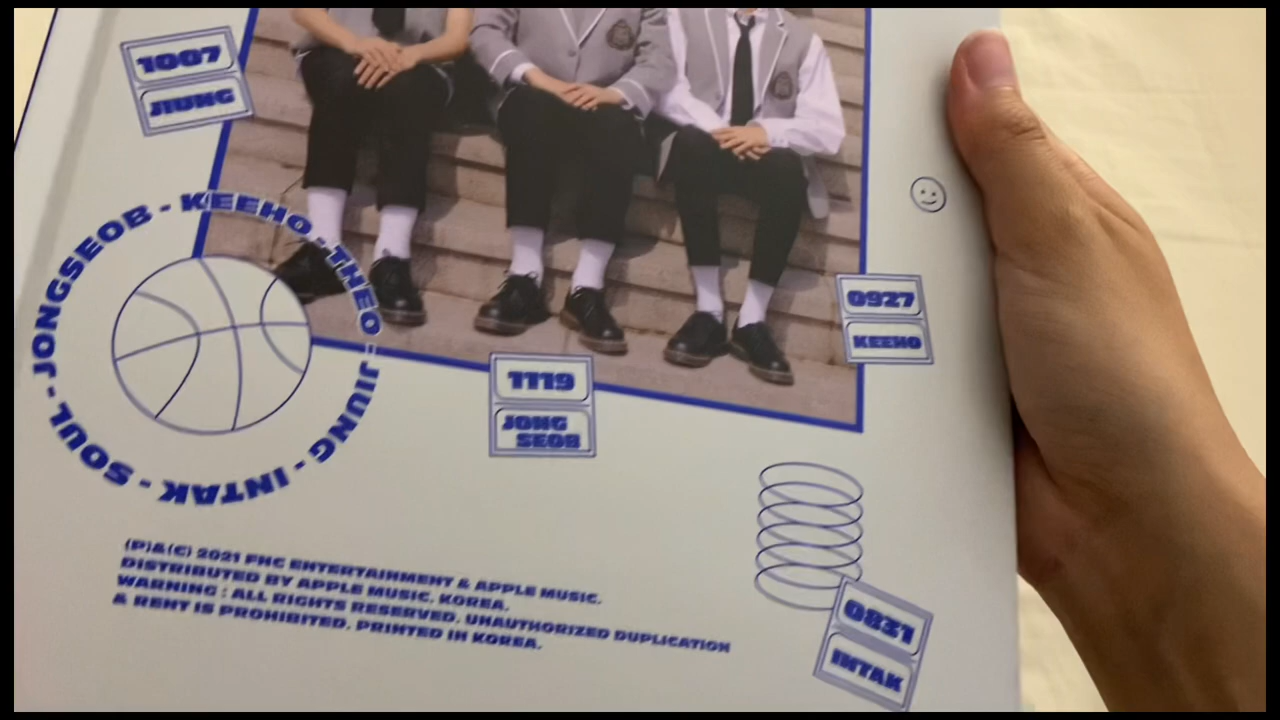 1007
JIUNG
KEEHO - THEO - JIUNG - INTAK - SOUL - JONGSEOB -
0927
KEEHO
1119
JONG
SEOB
(P)&(C) 2021 FNC ENTERTAINMENT & APPLE MUSIC.
DISTRIBUTED BY APPLE MUSIC. KOREA.
WARNING : ALL RIGHTS RESERVED. UNAUTHORIZED DUPLICATION
& RENT IS PROHIBITED. PRINTED IN KOREA.
0831
INTAK